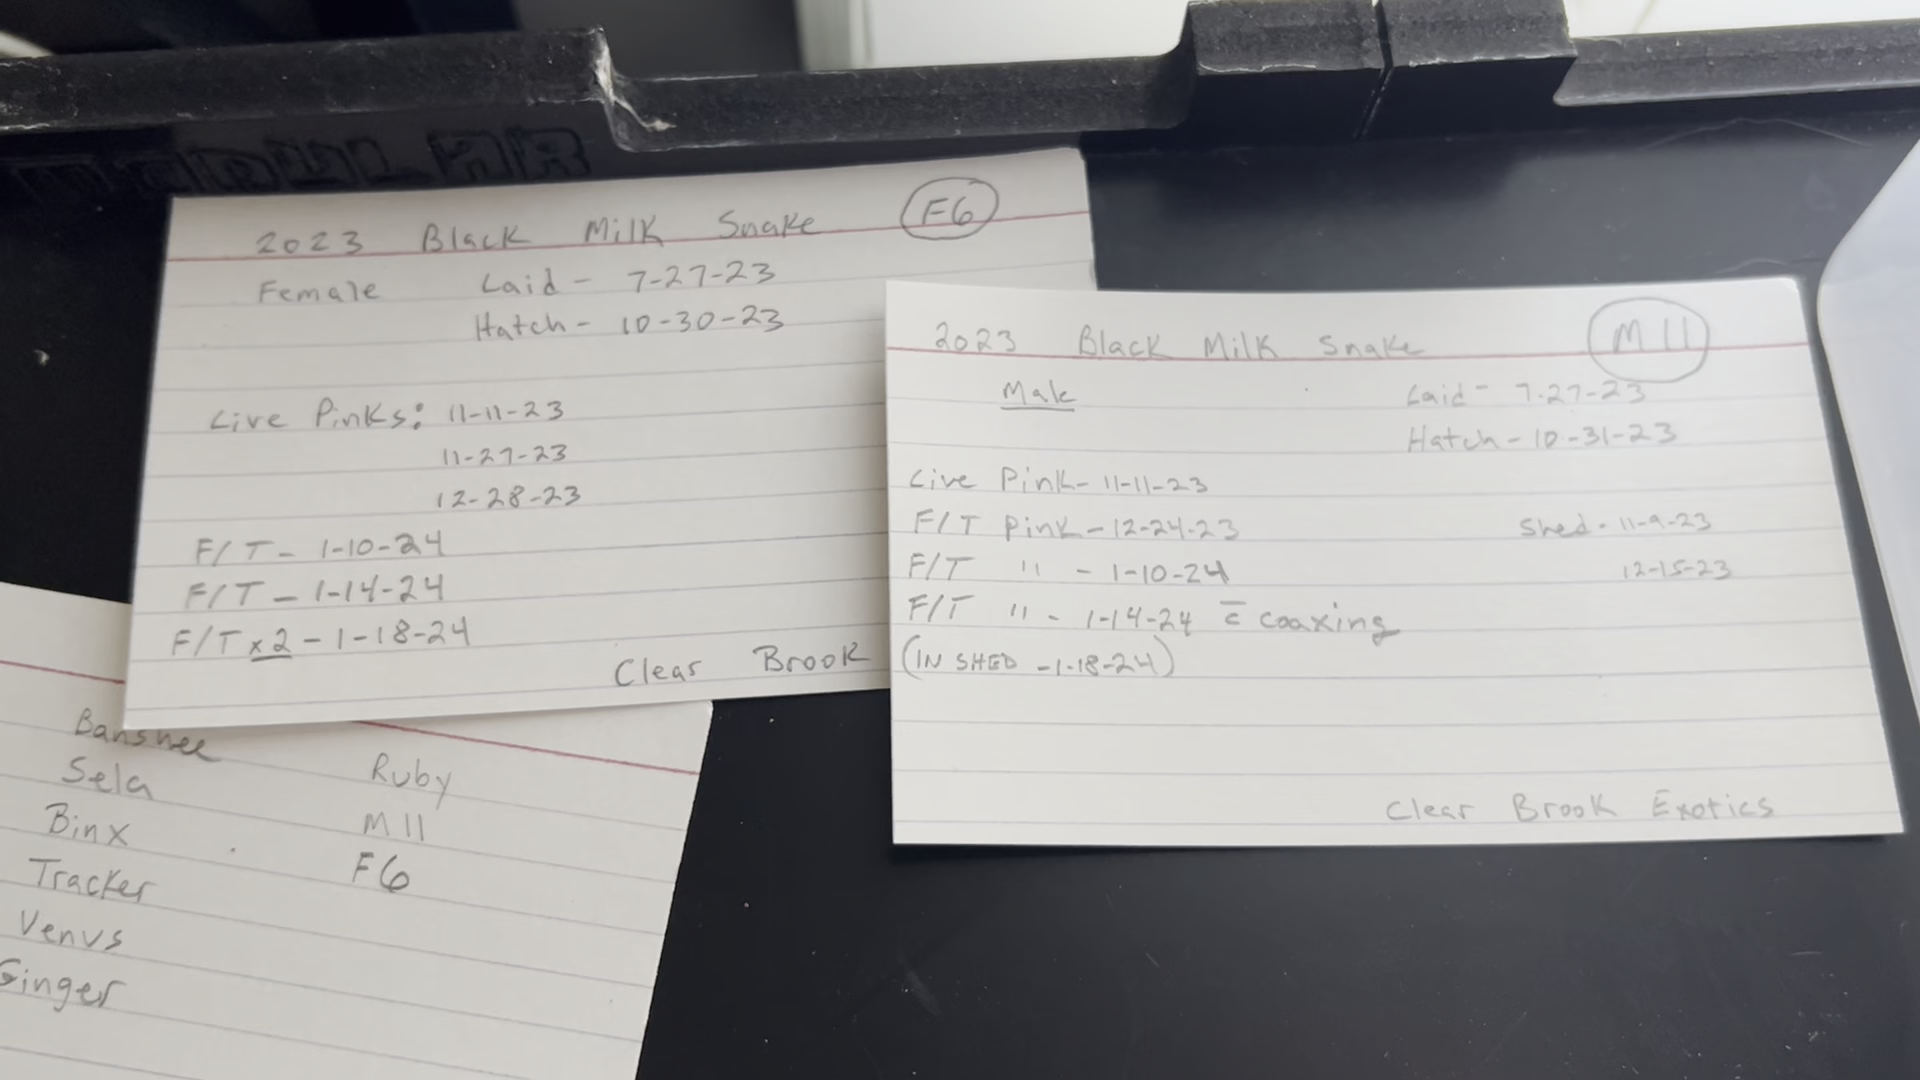 2023 Black Milk Snake F6
Female Laid - 7-27-23
Hatch - 10-30-23
Live Pinks: 11-11-23
11-27-23
12-28-23
F/T - 1-10-24
F/T - 1-14-24
F/T x2 - 1-18-24
Clear Brook
2023 Black Milk Snake M11
Male Laid - 7-27-23
Hatch - 10-31-23
Live Pink - 11-11-23
F/T Pink - 12-24-23 Shed - 11-9-23
F/T " - 1-10-24 12-15-23
F/T " - 1-14-24 c̅ coaxing
(IN SHED - 1-18-24)
Clear Brook Exotics
Banshee
Sela Ruby
Binx M11
Tracker F6
Venus
Ginger